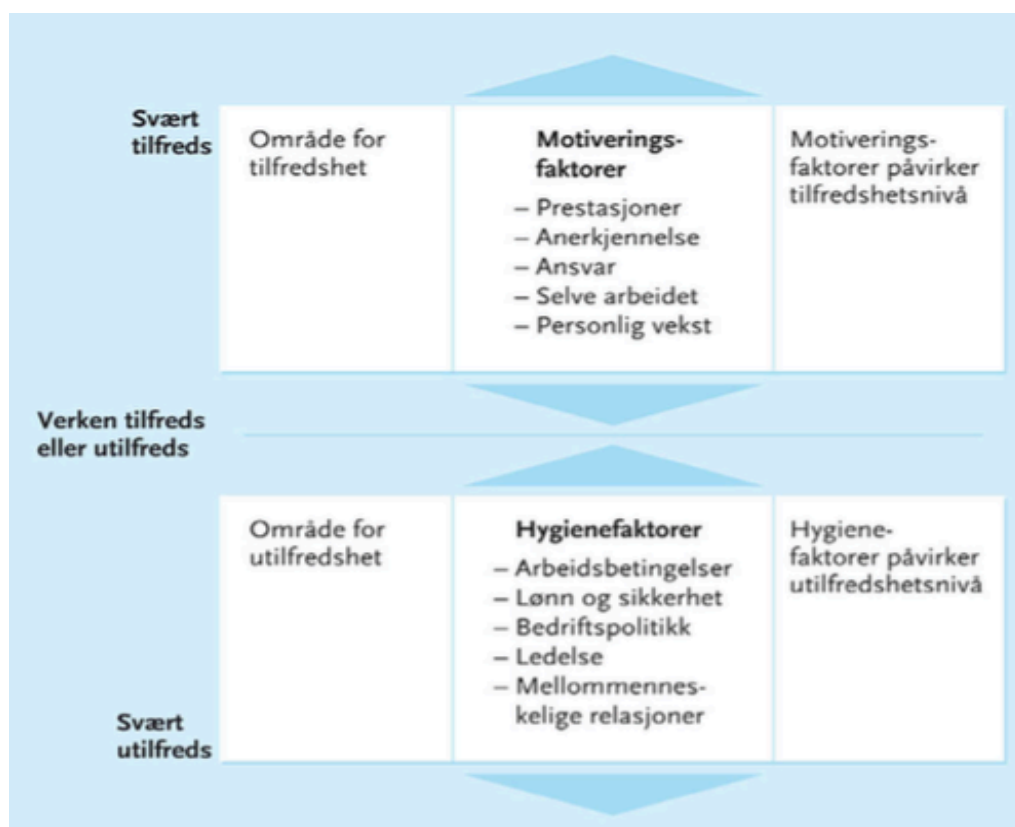 Svært
tilfreds
Område for
tilfredshet
Motiverings-
faktorer
– Prestasjoner
– Anerkjennelse
– Ansvar
– Selve arbeidet
– Personlig vekst
Motiverings-
faktorer påvirker
tilfredshetsnivå
Verken tilfreds
eller utilfreds
Område for
utilfredshet
Hygienefaktorer
– Arbeidsbetingelser
– Lønn og sikkerhet
– Bedriftspolitikk
– Ledelse
– Mellommennes-
kelige relasjoner
Hygiene-
faktorer påvirker
utilfredshetsnivå
Svært
utilfreds